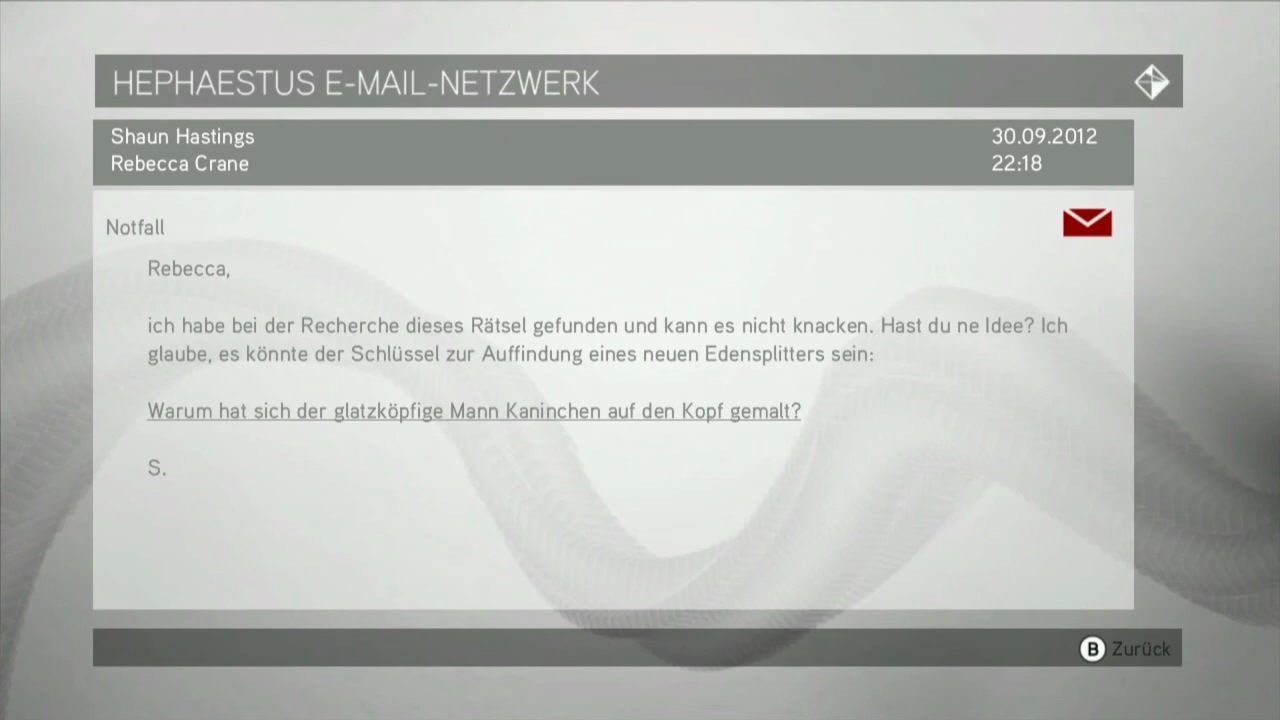 HEPHAESTUS E-MAIL-NETZWERK
Shaun Hastings 30.09.2012
Rebecca Crane 22:18
Notfall
Rebecca,
ich habe bei der Recherche dieses Rätsel gefunden und kann es nicht knacken. Hast du ne Idee? Ich
glaube, es könnte der Schlüssel zur Auffindung eines neuen Edensplitters sein:
Warum hat sich der glatzköpfige Mann Kaninchen auf den Kopf gemalt?
S.
B Zurück